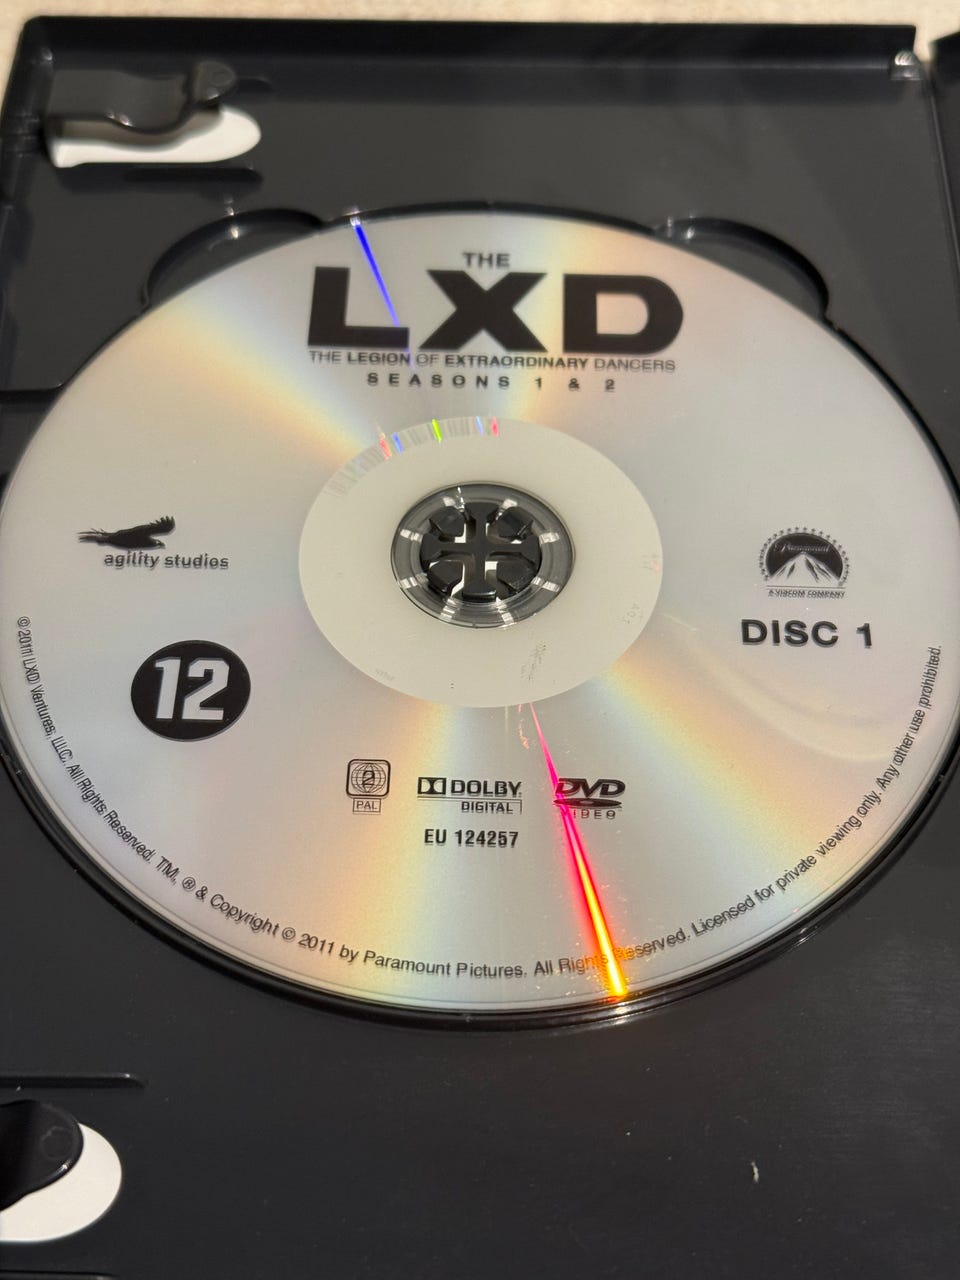 THE
LXD
THE LEGION OF EXTRAORDINARY DANCERS
SEASONS 1 & 2
agility studios
Paramount
A VIACOM COMPANY
DISC 1
12
2
PAL
DOLBY
DIGITAL
DVD
VIDEO
EU 124257
© 2011 LXD Ventures, LLC. All Rights Reserved. TM, ® & Copyright © 2011 by Paramount Pictures. All Rights Reserved. Licensed for private viewing only. Any other use prohibited.